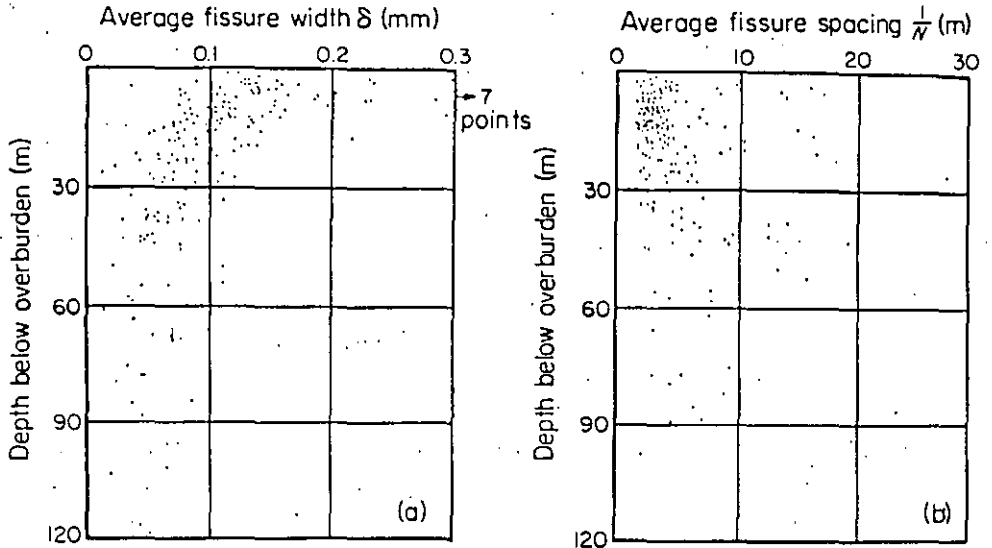 Average fissure width δ (mm)
0 0.1 0.2 0.3
→ 7
points
Depth below overburden (m)
30
60
90
120
(a)
Average fissure spacing 1/N (m)
0 10 20 30
Depth below overburden (m)
30
60
90
120
(b)